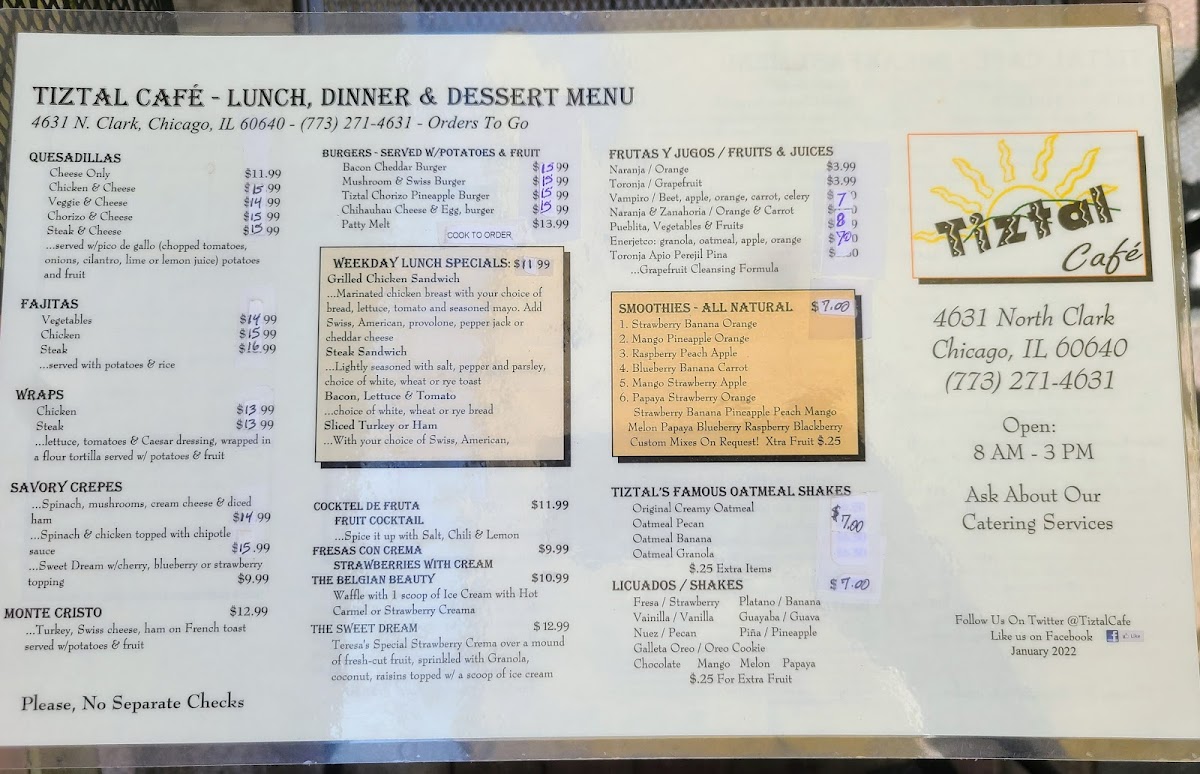 TIZTAL CAFÉ - LUNCH, DINNER & DESSERT MENU
4631 N. Clark, Chicago, IL 60640 - (773) 271-4631 - Orders To Go
QUESADILLAS
Cheese Only $11.99
Chicken & Cheese $15.99
Veggie & Cheese $14.99
Chorizo & Cheese $15.99
Steak & Cheese $15.99
...served w/pico de gallo (chopped tomatoes,
onions, cilantro, lime or lemon juice) potatoes
and fruit
FAJITAS
Vegetables $14.99
Chicken $15.99
Steak $16.99
...served with potatoes & rice
WRAPS
Chicken $13.99
Steak $13.99
...lettuce, tomatoes & Caesar dressing, wrapped in
a flour tortilla served w/ potatoes & fruit
SAVORY CREPES
...Spinach, mushrooms, cream cheese & diced
ham $14.99
...Spinach & chicken topped with chipotle
sauce $15.99
...Sweet Dream w/cherry, blueberry or strawberry
topping $9.99
MONTE CRISTO $12.99
...Turkey, Swiss cheese, ham on French toast
served w/potatoes & fruit
Please, No Separate Checks
BURGERS - SERVED W/POTATOES & FRUIT
Bacon Cheddar Burger $15.99
Mushroom & Swiss Burger $15.99
Tiztal Chorizo Pineapple Burger $15.99
Chihauhau Cheese & Egg, burger $15.99
Patty Melt $13.99
COOK TO ORDER
WEEKDAY LUNCH SPECIALS: $11.99
Grilled Chicken Sandwich
...Marinated chicken breast with your choice of
bread, lettuce, tomato and seasoned mayo. Add
Swiss, American, provolone, pepper jack or
cheddar cheese
Steak Sandwich
...Lightly seasoned with salt, pepper and parsley,
choice of white, wheat or rye toast
Bacon, Lettuce & Tomato
...choice of white, wheat or rye bread
Sliced Turkey or Ham
...With your choice of Swiss, American,
COCKTEL DE FRUTA $11.99
FRUIT COCKTAIL
...Spice it up with Salt, Chili & Lemon
FRESAS CON CREMA $9.99
STRAWBERRIES WITH CREAM
THE BELGIAN BEAUTY $10.99
Waffle with 1 scoop of Ice Cream with Hot
Carmel or Strawberry Creama
THE SWEET DREAM $12.99
Teresa's Special Strawberry Crema over a mound
of fresh-cut fruit, sprinkled with Granola,
coconut, raisins topped w/ a scoop of ice cream
FRUTAS Y JUGOS / FRUITS & JUICES
Naranja / Orange $3.99
Toronja / Grapefruit $3.99
Vampiro / Beet, apple, orange, carrot, celery
Naranja & Zanahoria / Orange & Carrot
Pueblita, Vegetables & Fruits
Enerjetco: granola, oatmeal, apple, orange
Toronja Apio Perejil Pina
...Grapefruit Cleansing Formula
SMOOTHIES - ALL NATURAL $7.00
1. Strawberry Banana Orange
2. Mango Pineapple Orange
3. Raspberry Peach Apple
4. Blueberry Banana Carrot
5. Mango Strawberry Apple
6. Papaya Strawberry Orange
Strawberry Banana Pineapple Peach Mango
Melon Papaya Blueberry Raspberry Blackberry
Custom Mixes On Request! Xtra Fruit $.25
TIZTAL'S FAMOUS OATMEAL SHAKES
Original Creamy Oatmeal $7.00
Oatmeal Pecan
Oatmeal Banana
Oatmeal Granola
$.25 Extra Items
LICUADOS / SHAKES $7.00
Fresa / Strawberry Platano / Banana
Vainilla / Vanilla Guayaba / Guava
Nuez / Pecan Piña / Pineapple
Galleta Oreo / Oreo Cookie
Chocolate Mango Melon Papaya
$.25 For Extra Fruit
Tiztal
Café
4631 North Clark
Chicago, IL 60640
(773) 271-4631
Open:
8 AM - 3 PM
Ask About Our
Catering Services
Follow Us On Twitter @TiztalCafe
Like us on Facebook f Like
January 2022